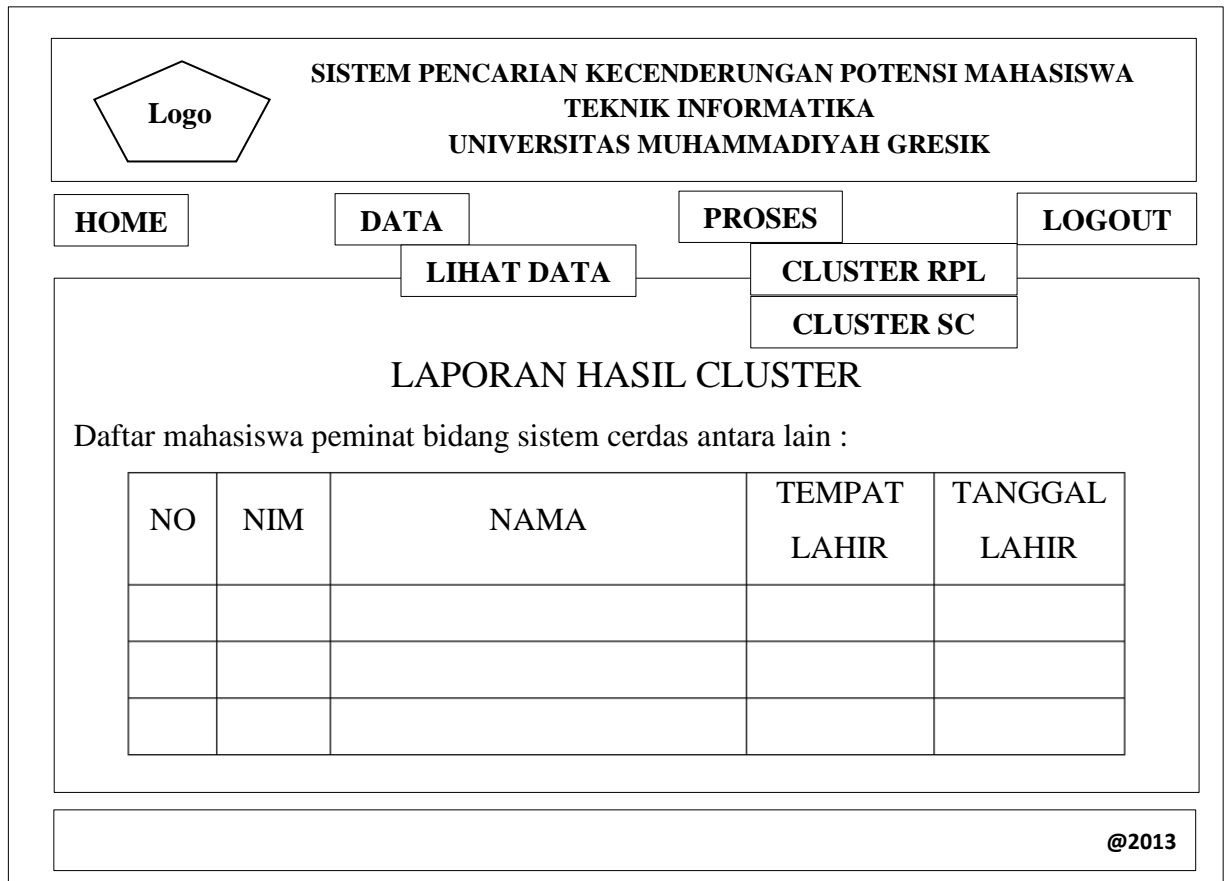 Logo
SISTEM PENCARIAN KECENDERUNGAN POTENSI MAHASISWA
TEKNIK INFORMATIKA
UNIVERSITAS MUHAMMADIYAH GRESIK
HOME
DATA
PROSES
LOGOUT
LIHAT DATA
CLUSTER RPL
CLUSTER SC
LAPORAN HASIL CLUSTER
Daftar mahasiswa peminat bidang sistem cerdas antara lain :
NO
NIM
NAMA
TEMPAT
LAHIR
TANGGAL
LAHIR
@2013